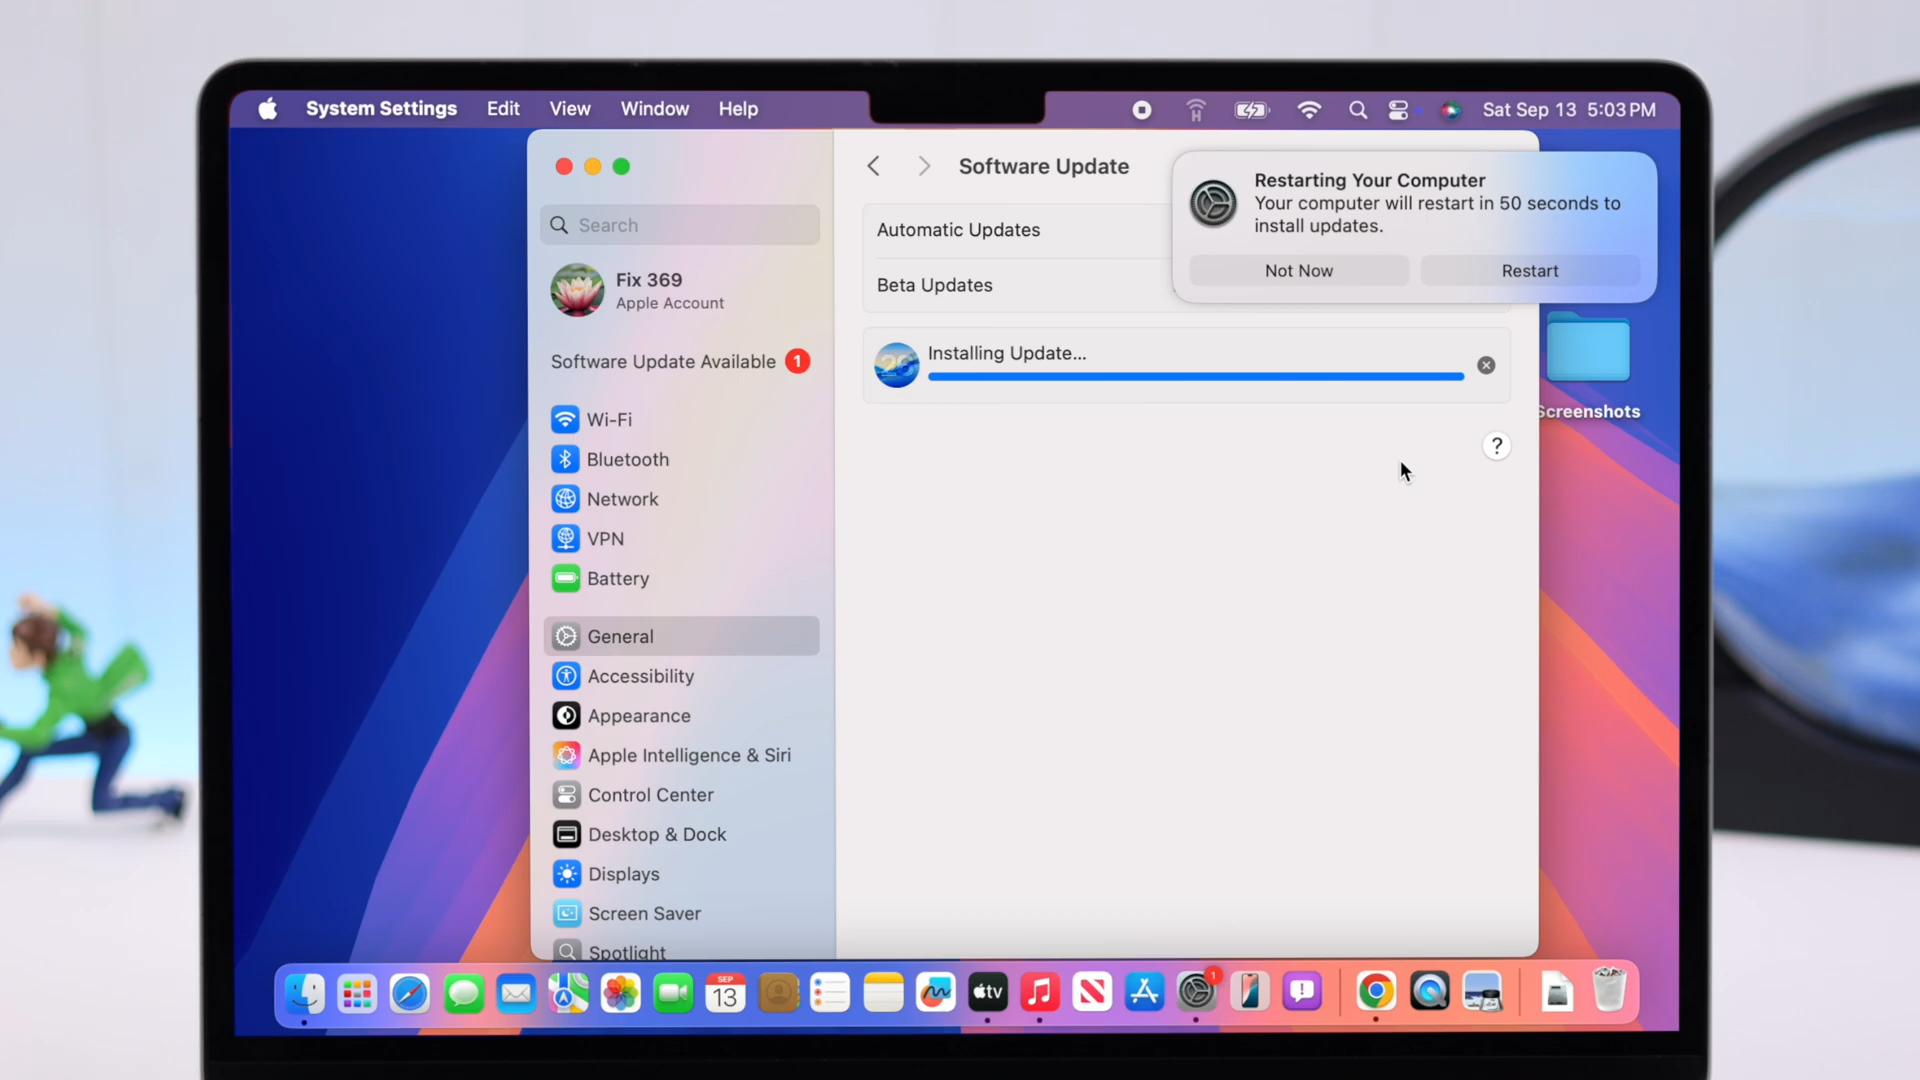 System Settings Edit View Window Help
Sat Sep 13 5:03 PM
Search
Fix 369
Apple Account
Software Update Available 1
Wi-Fi
Bluetooth
Network
VPN
Battery
General
Accessibility
Appearance
Apple Intelligence & Siri
Control Center
Desktop & Dock
Displays
Screen Saver
Spotlight
Software Update
Automatic Updates
Beta Updates
26
Installing Update...
?
Restarting Your Computer
Your computer will restart in 50 seconds to
install updates.
Not Now
Restart
Screenshots
SEP
13
tv
1